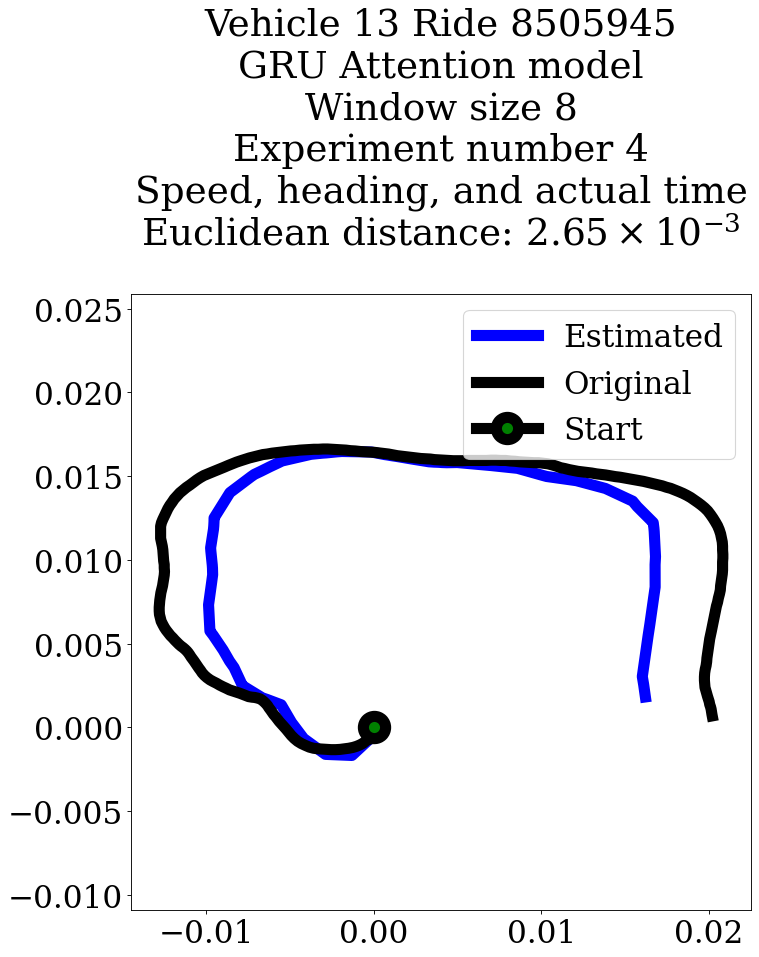 Vehicle 13 Ride 8505945
GRU Attention model
Window size 8
Experiment number 4
Speed, heading, and actual time
Euclidean distance: 2.65 × 10⁻³
Estimated
Original
Start
0.025
0.020
0.015
0.010
0.005
0.000
−0.005
−0.010
−0.01 0.00 0.01 0.02